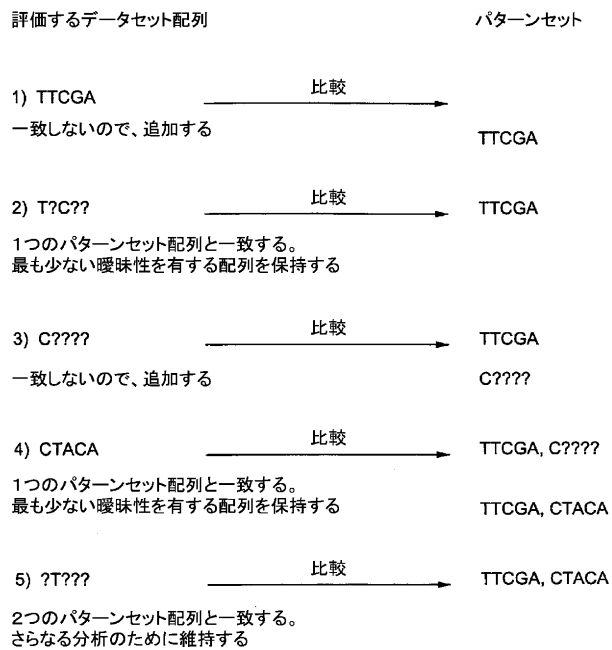 評価するデータセット配列 パターンセット
1) TTCGA 比較
一致しないので、追加する TTCGA
2) T?C?? 比較 TTCGA
1つのパターンセット配列と一致する。
最も少ない曖昧性を有する配列を保持する
3) C???? 比較 TTCGA
一致しないので、追加する C????
4) CTACA 比較 TTCGA, C????
1つのパターンセット配列と一致する。
最も少ない曖昧性を有する配列を保持する TTCGA, CTACA
5) ?T??? 比較 TTCGA, CTACA
2つのパターンセット配列と一致する。
さらなる分析のために維持する